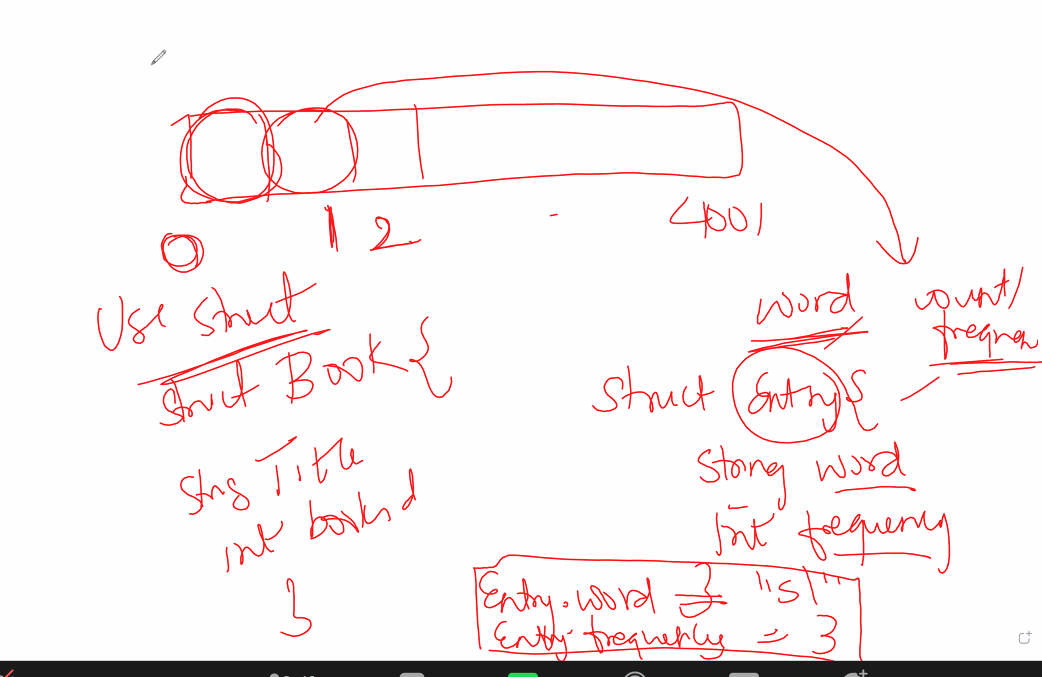 0 1 2 - 4001
Use Struct
Struct Book {
String Title
int bookid
}
word count/
frequen
Struct Entry {
String word
Int frequency
}
Entry.word = "s1"
Entry.frequency = 3